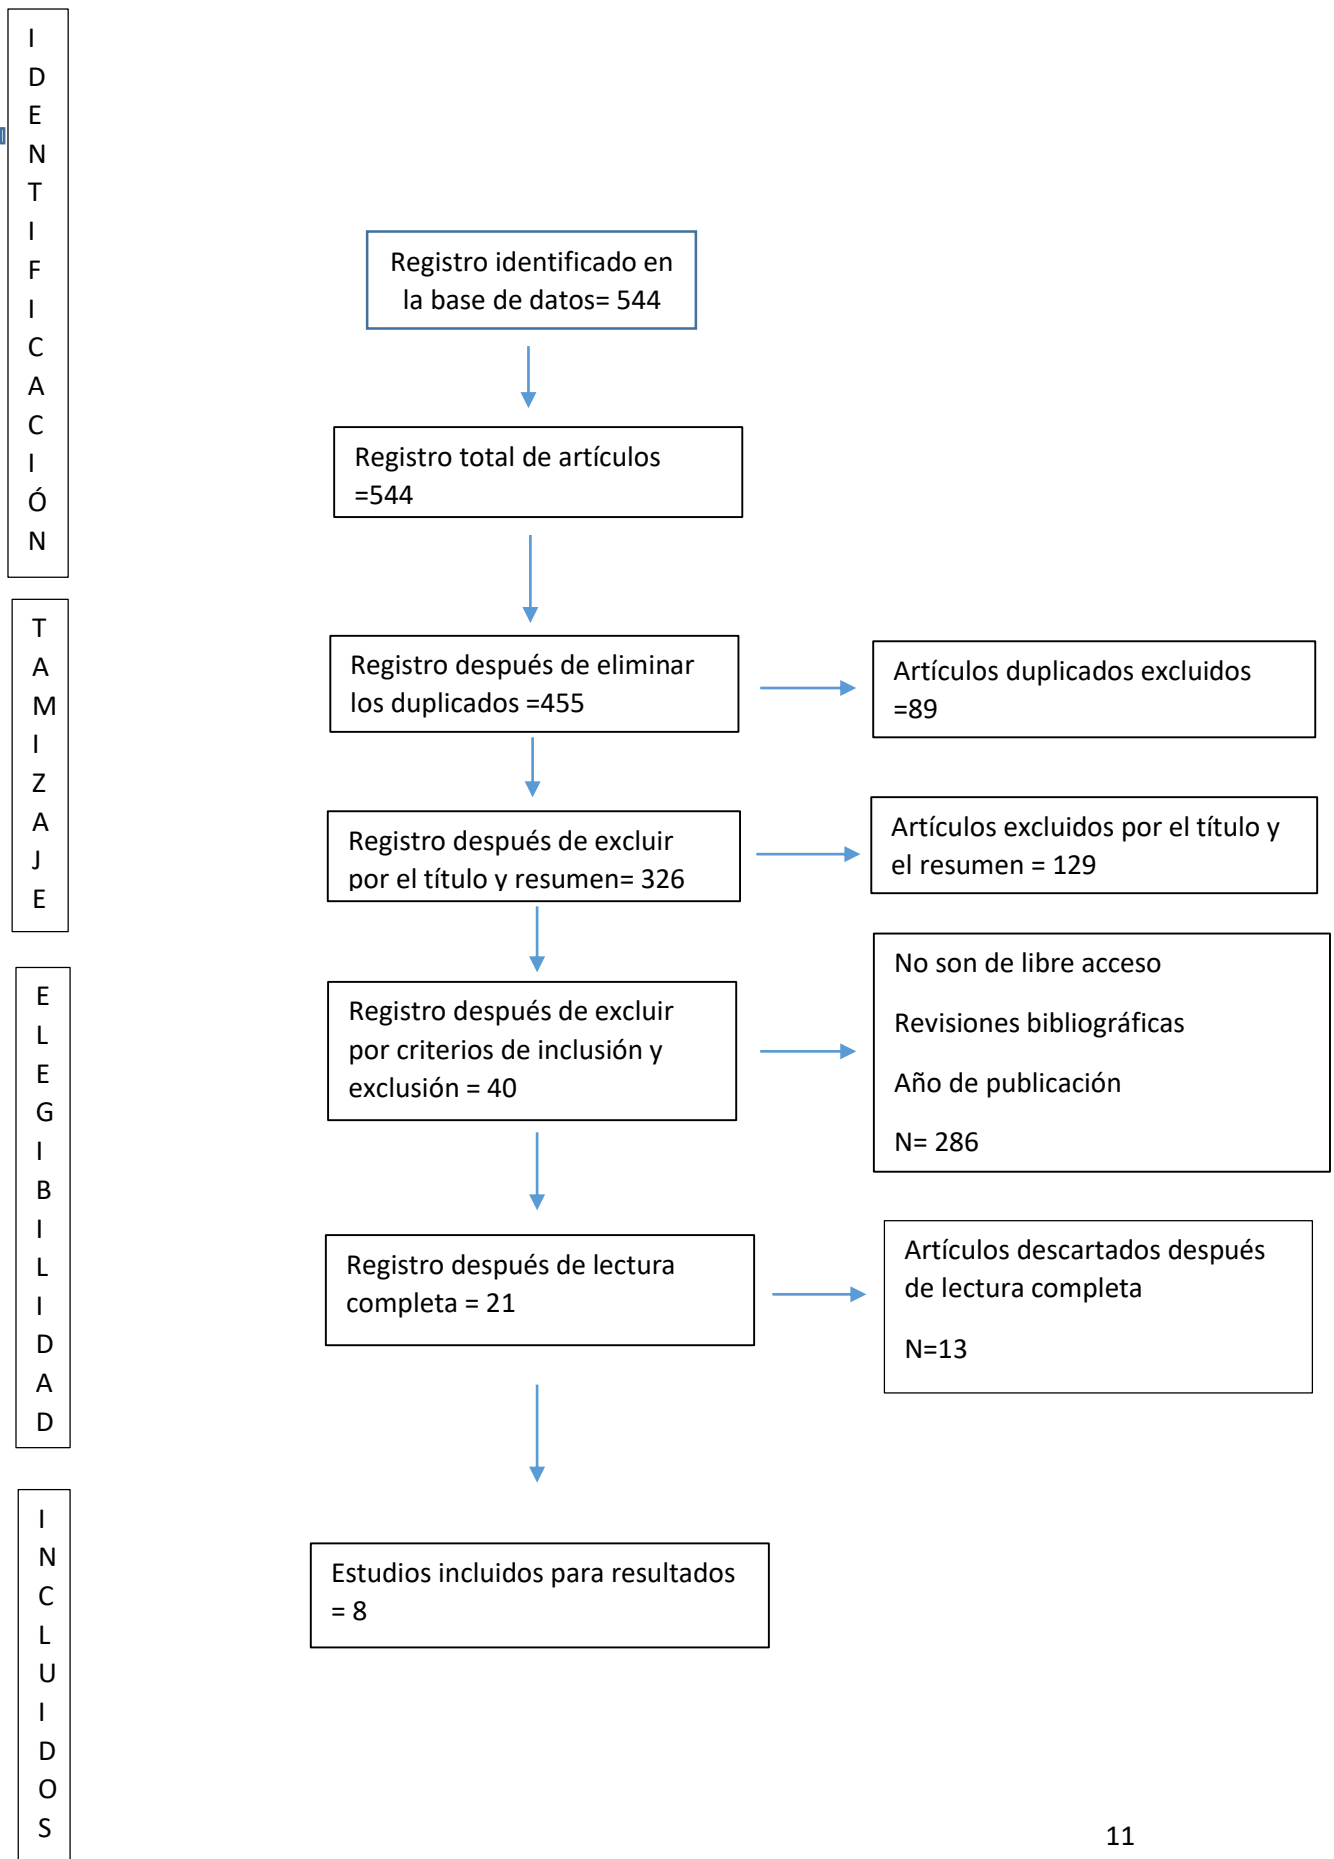 IDENTIFICACIÓN
Registro identificado en
la base de datos= 544
Registro total de artículos
=544
TAMIZAJE
Registro después de eliminar
los duplicados =455
Artículos duplicados excluidos
=89
Registro después de excluir
por el título y resumen= 326
Artículos excluidos por el título y
el resumen = 129
ELEGIBILIDAD
Registro después de excluir
por criterios de inclusión y
exclusión = 40
No son de libre acceso
Revisiones bibliográficas
Año de publicación
N= 286
Registro después de lectura
completa = 21
Artículos descartados después
de lectura completa
N=13
INCLUIDOS
Estudios incluidos para resultados
= 8
11